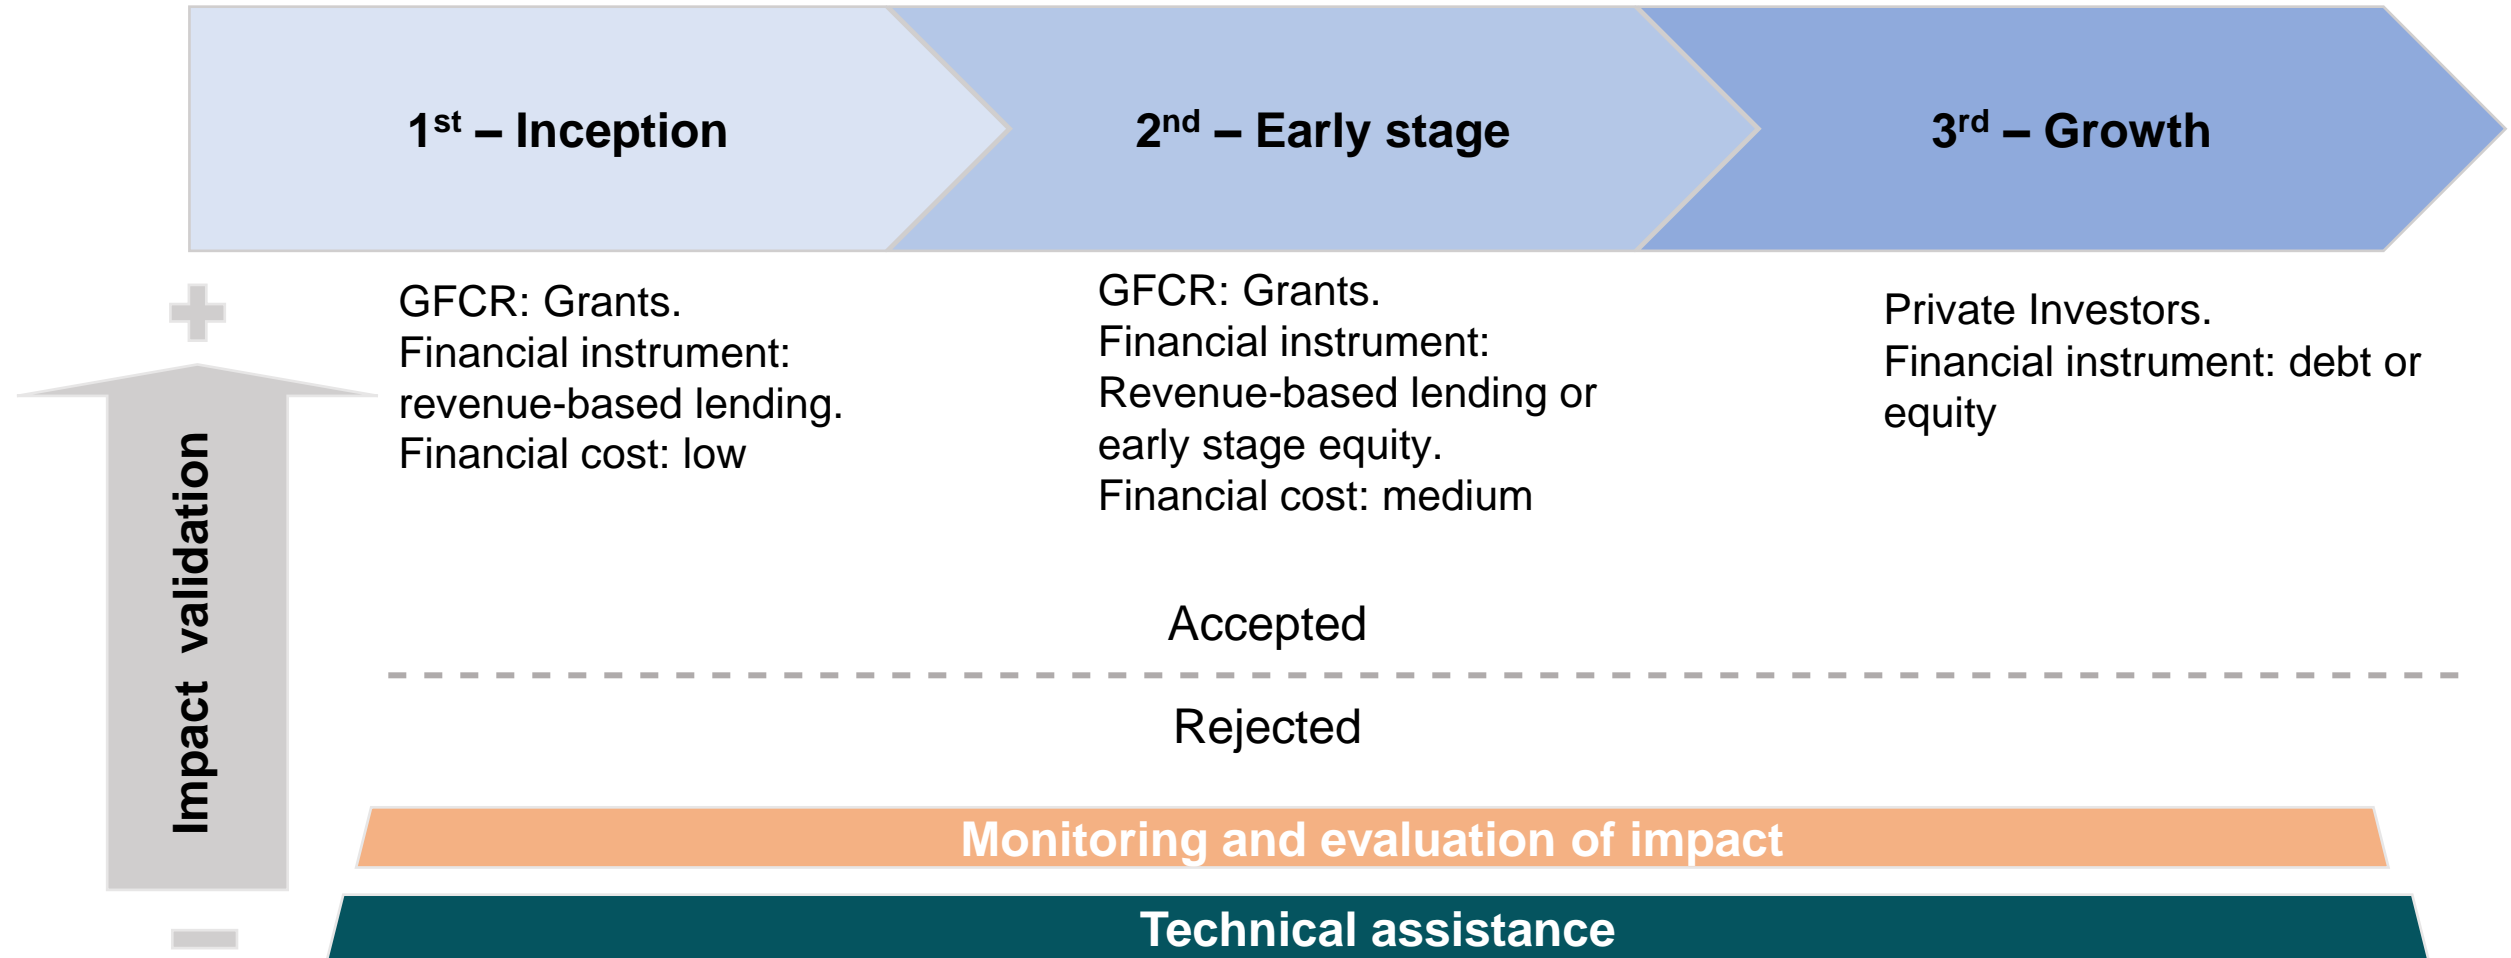 1st – Inception
2nd – Early stage
3rd – Growth
GFCR: Grants.
Financial instrument:
revenue-based lending.
Financial cost: low
GFCR: Grants.
Financial instrument:
Revenue-based lending or
early stage equity.
Financial cost: medium
Private Investors.
Financial instrument: debt or
equity
Impact validation
Accepted
Rejected
Monitoring and evaluation of impact
Technical assistance